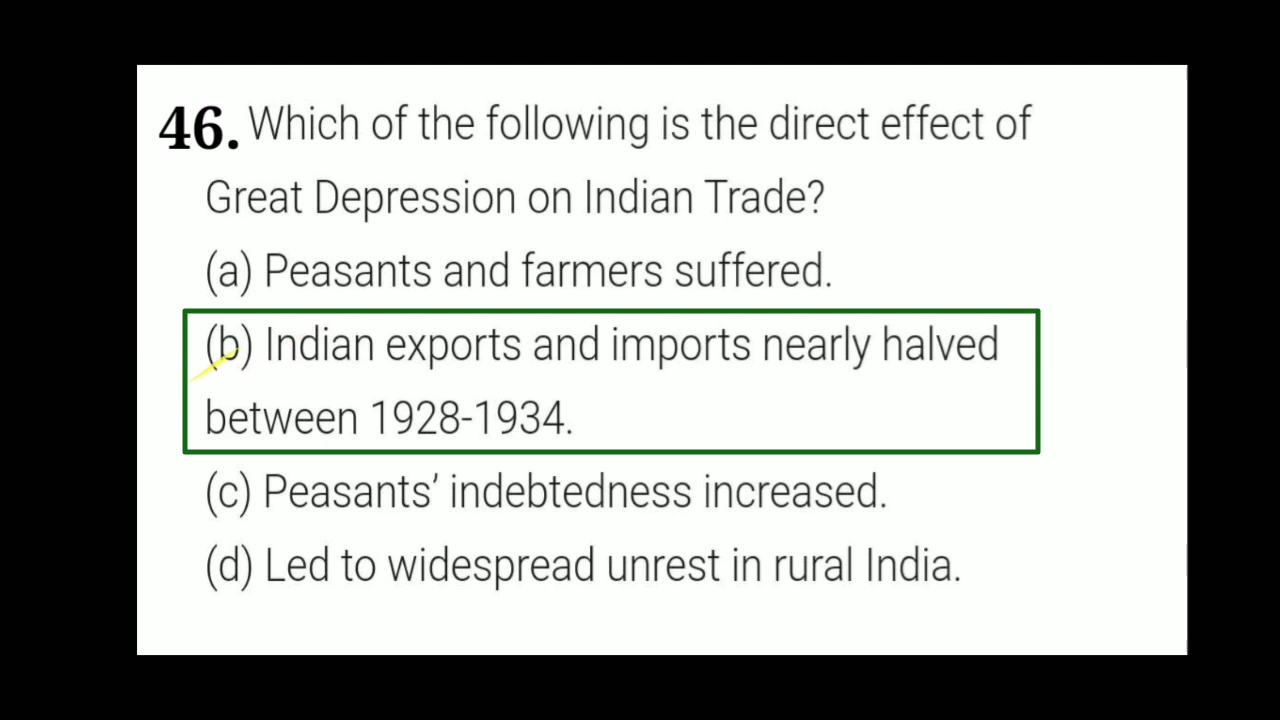 46. Which of the following is the direct effect of
Great Depression on Indian Trade?
(a) Peasants and farmers suffered.
(b) Indian exports and imports nearly halved
between 1928-1934.
(c) Peasants’ indebtedness increased.
(d) Led to widespread unrest in rural India.